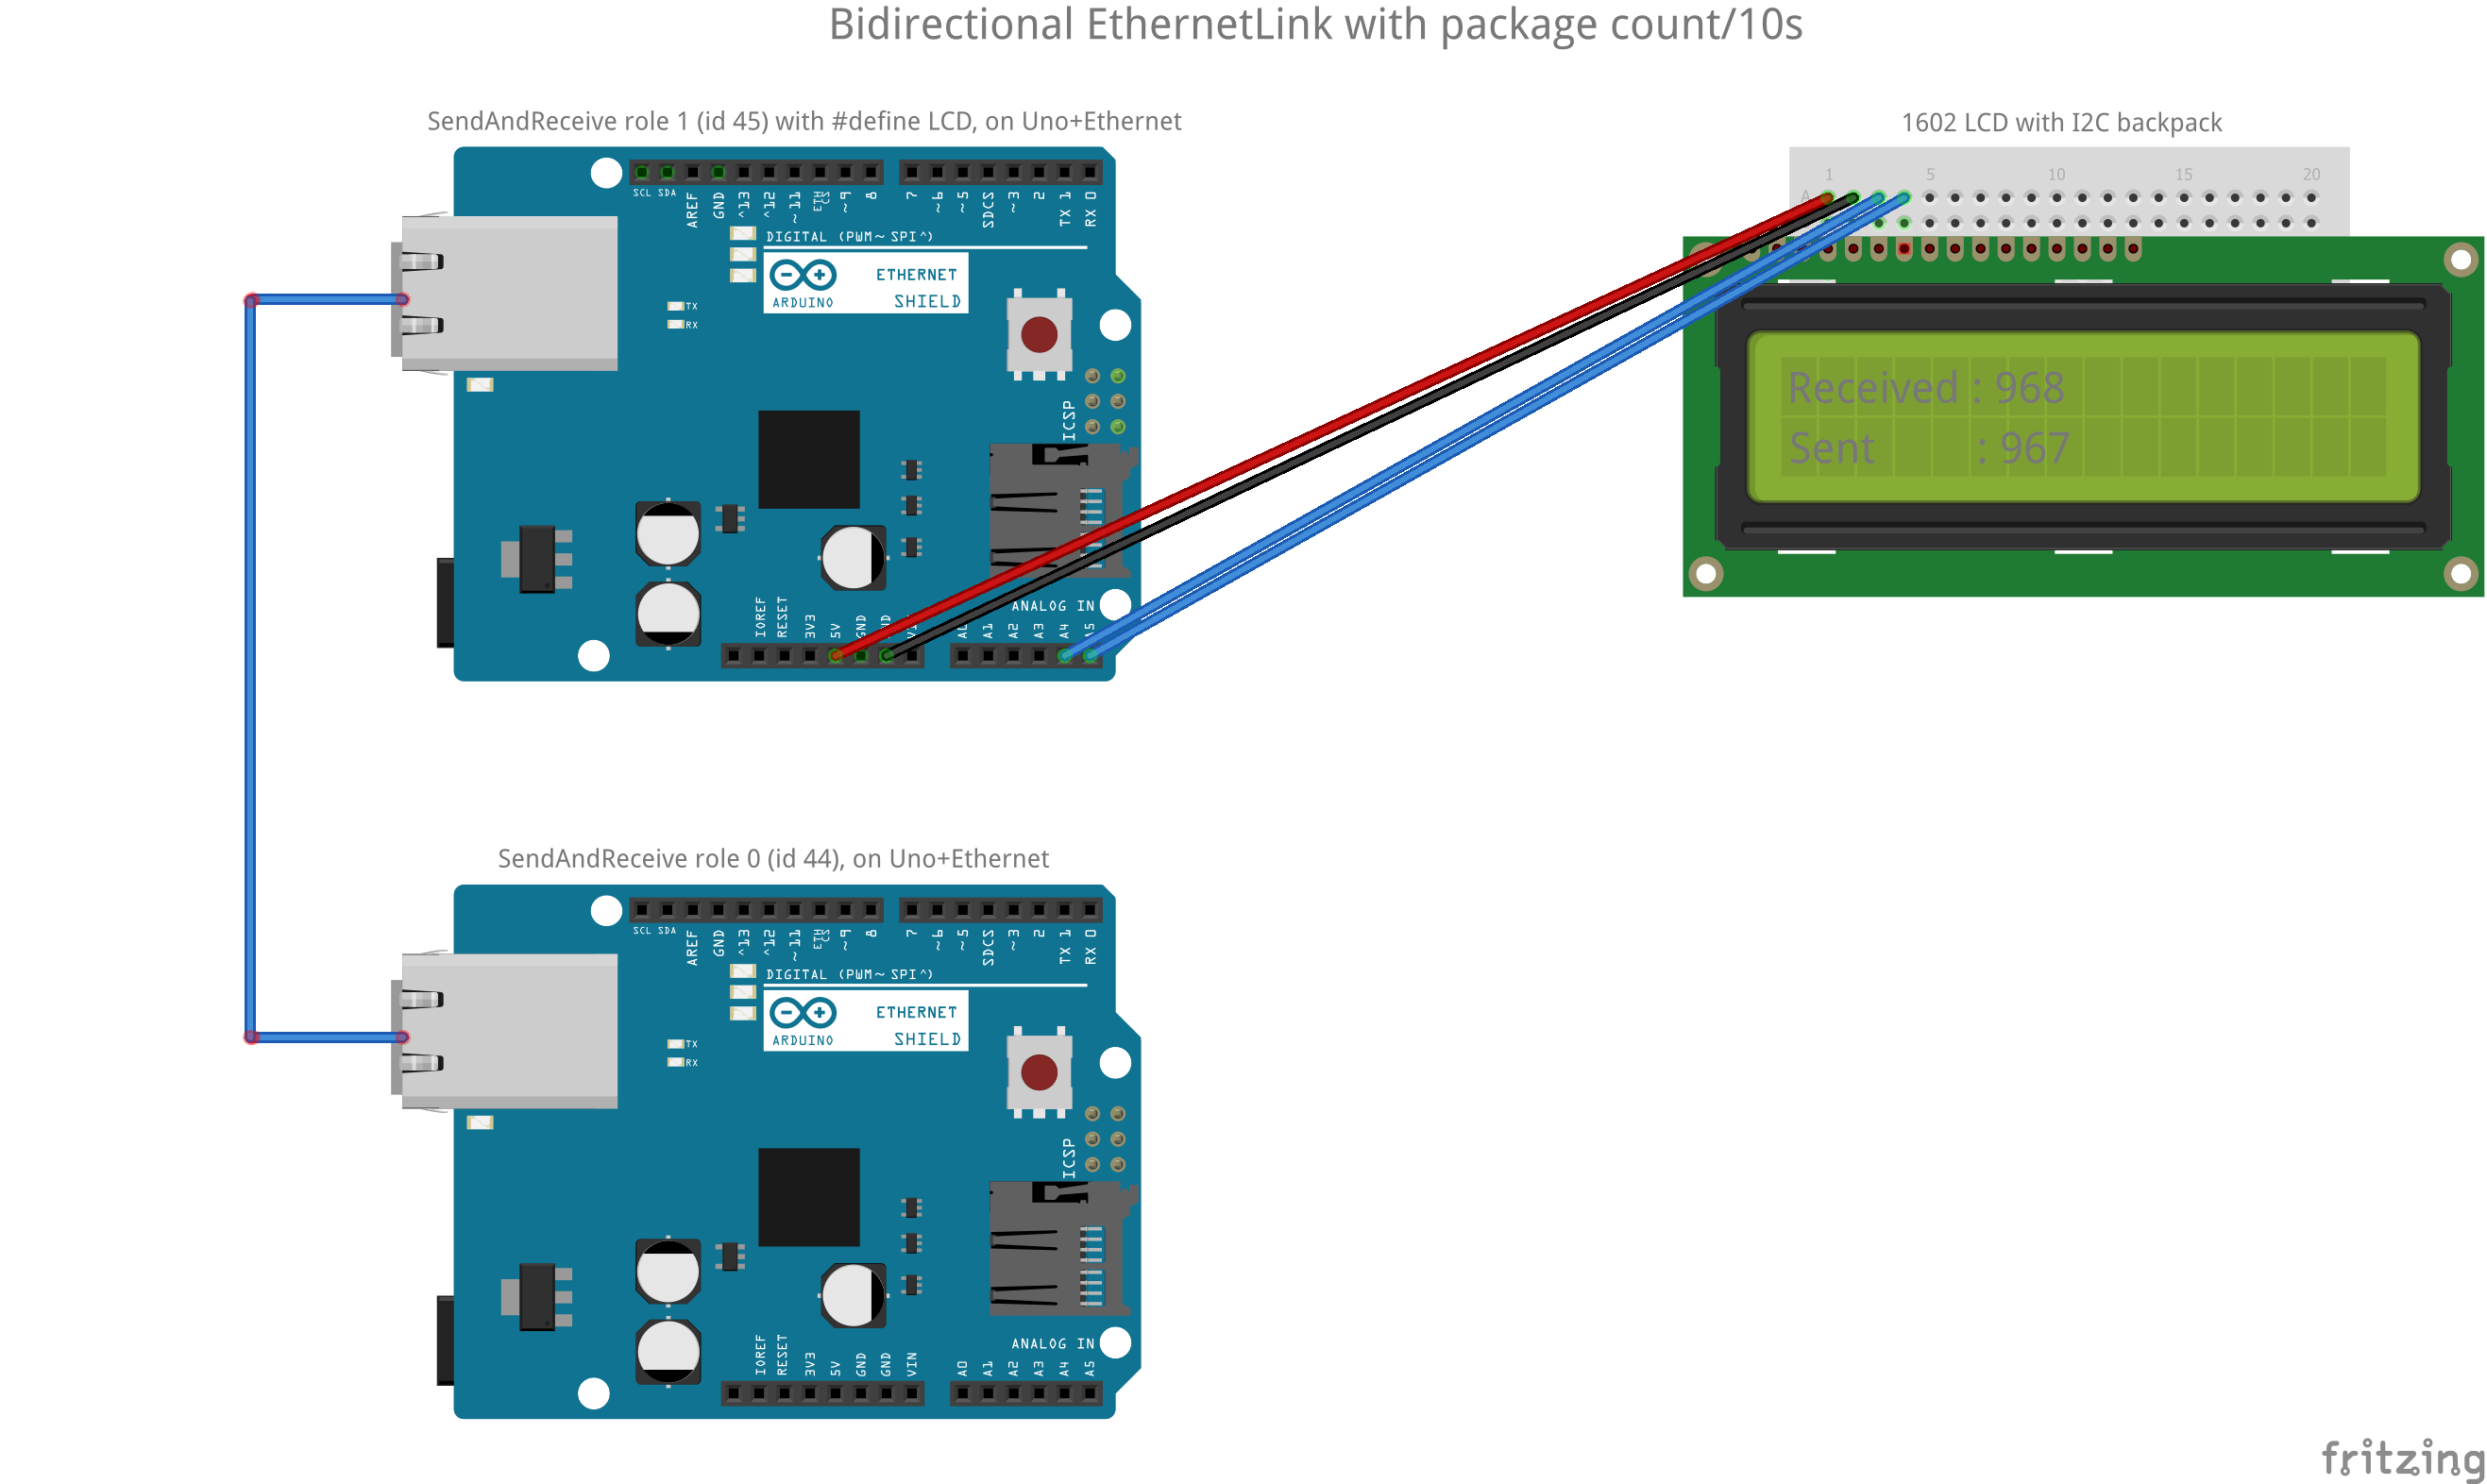 Bidirectional EthernetLink with package count/10s
SendAndReceive role 1 (id 45) with #define LCD, on Uno+Ethernet
1602 LCD with I2C backpack
1 5 10 15 20
A
SCL SDA AREF GND ^13 ^12 ~11 ETH CS ~9 8 7 ~6 ~5 SDCS ~3 2 TX 1 RX 0
DIGITAL (PWM~ SPI^)
ARDUINO
ETHERNET
SHIELD
TX
RX
ICSP
Received : 968
Sent : 967
ANALOG IN
IOREF RESET 3V3 5V GND A1 A2 A3 A4
SendAndReceive role 0 (id 44), on Uno+Ethernet
SCL SDA AREF GND ^13 ^12 ~11 ETH CS ~9 8 7 ~6 ~5 SDCS ~3 2 TX 1 RX 0
DIGITAL (PWM~ SPI^)
ARDUINO
ETHERNET
SHIELD
TX
RX
ICSP
ANALOG IN
IOREF RESET 3V3 5V GND GND VIN A0 A1 A2 A3 A4 A5
fritzing